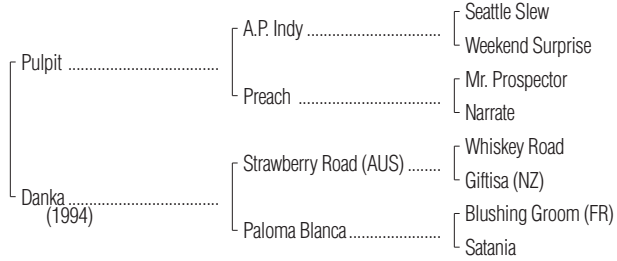 Seattle Slew
A.P. Indy ................................
Weekend Surprise
Pulpit ...................................
Mr. Prospector
Preach ..................................
Narrate
Whiskey Road
Strawberry Road (AUS) ........
Giftisa (NZ)
Danka...................................
(1994)
Blushing Groom (FR)
Paloma Blanca......................
Satania